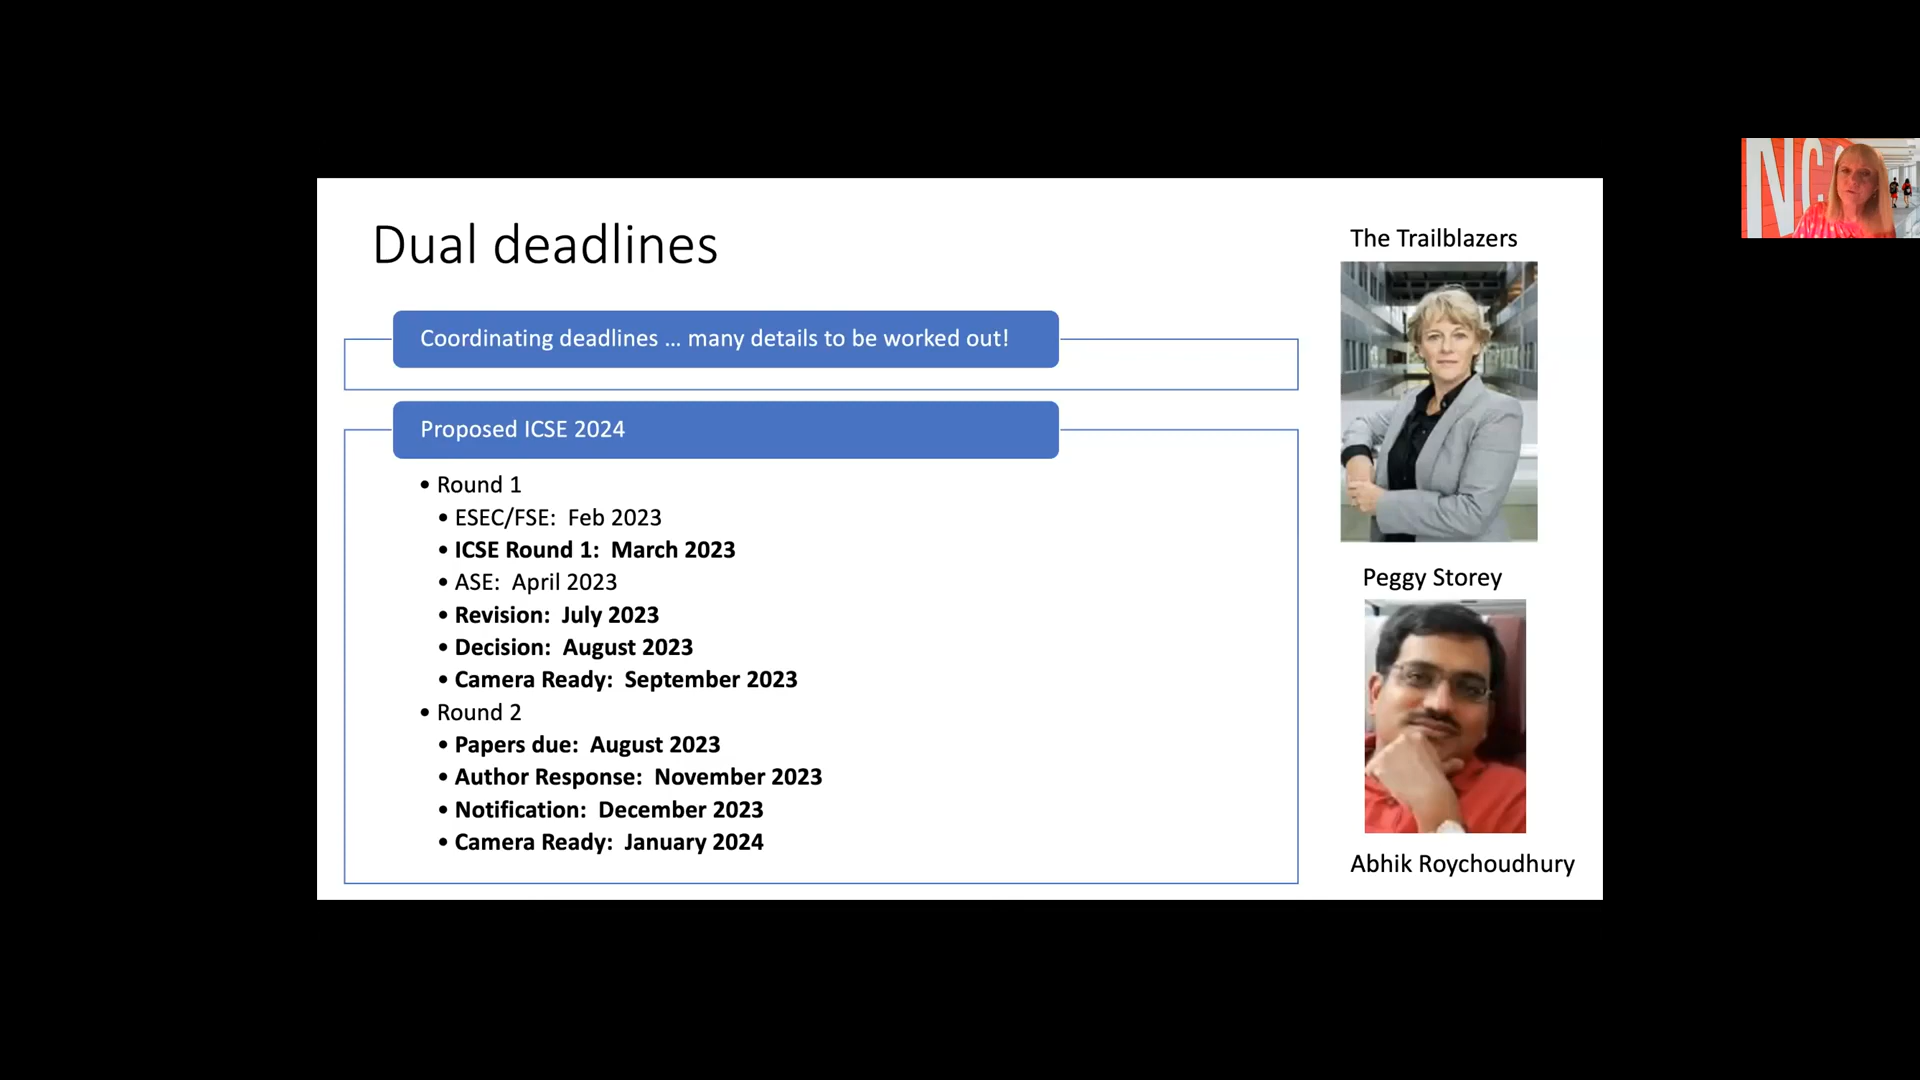 Dual deadlines
Coordinating deadlines ... many details to be worked out!
Proposed ICSE 2024
• Round 1
• ESEC/FSE: Feb 2023
• ICSE Round 1: March 2023
• ASE: April 2023
• Revision: July 2023
• Decision: August 2023
• Camera Ready: September 2023
• Round 2
• Papers due: August 2023
• Author Response: November 2023
• Notification: December 2023
• Camera Ready: January 2024
The Trailblazers
Peggy Storey
Abhik Roychoudhury
NC